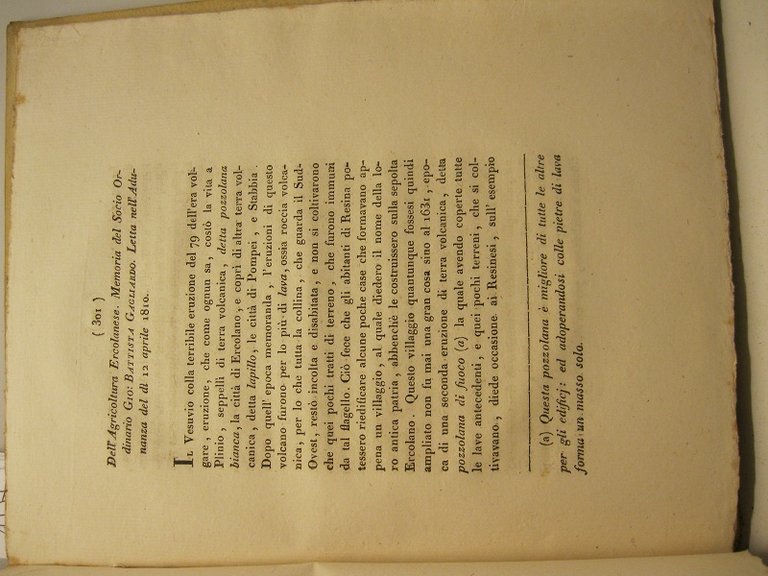 ( 301 )
Dell'Agricoltura Ercolanese. Memoria del Socio Or-
dinario GIO: BATTISTA GAGLIARDO. Letta nell'Adu-
nanza del dì 12 aprile 1810.
IL Vesuvio colla terribile eruzione del 79 dell'era vol-
gare, eruzione, che come ognun sa, costò la vita a
Plinio, seppellì di terra volcanica, detta pozzolana
bianca, la città di Ercolano, e coprì di altra terra vol-
canica, detta lapillo, le città di Pompei, e Stabbia.
Dopo quell'epoca memoranda, l'eruzioni di questo
volcano furono per lo più di lava, ossia roccia volca-
nica, per lo che tutta la collina, che guarda il Sud-
Ovest, restò incolta e disabitata, e non si coltivarono
che quei pochi tratti di terreno, che furono immuni
da tal flagello. Ciò fece che gli abitanti di Resina po-
tessero riedificare alcune poche case che formavano ap-
pena un villaggio, al quale diedero il nome della lo-
ro antica patria, abbenchè le costruissero sulla sepolta
Ercolano. Questo villaggio quantunque fossesi quindi
ampliato non fu mai una gran cosa sino al 1631, epo-
ca di una seconda eruzione di terra volcanica, detta
pozzolana di fuoco (a) la quale avendo coperte tutte
le lave antecedenti, e quei pochi terreni, che si col-
tivavano, diede occasione ai Resinesi, sull'esempio
(a) Questa pozzolana è migliore di tutte le altre
per gli edificj: ed adoperandosi colle pietre di lava
forma un masso solo.